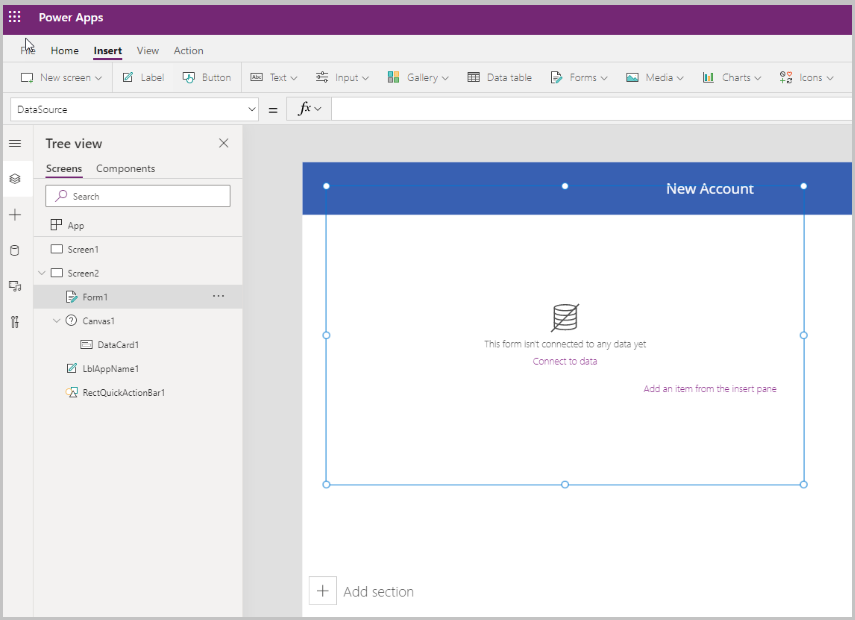 Power Apps
File Home Insert View Action
New screen Label Button Abc Text Input Gallery Data table Forms Media Charts Icons
DataSource = fx
Tree view
Screens Components
Search
App
Screen1
Screen2
Form1 ...
Canvas1
DataCard1
LblAppName1
RectQuickActionBar1
New Account
This form isn't connected to any data yet
Connect to data
Add an item from the insert pane
Add section